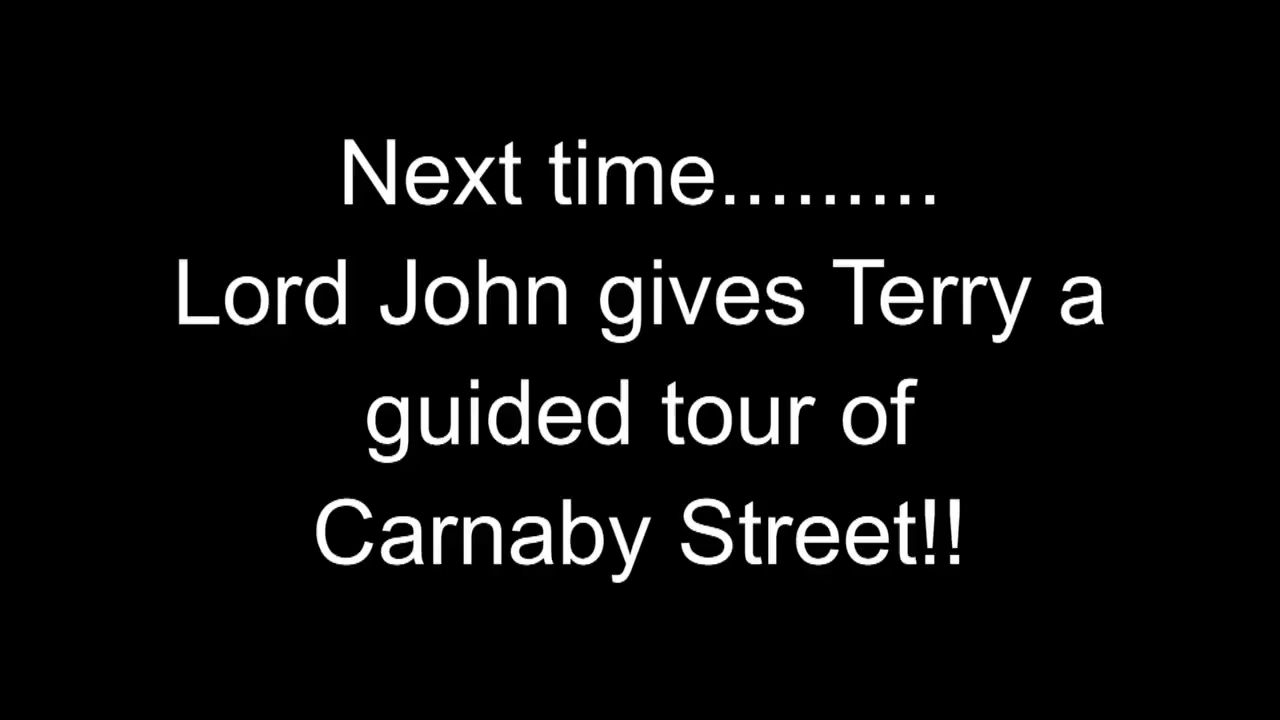 Next time.........
Lord John gives Terry a
guided tour of
Carnaby Street!!